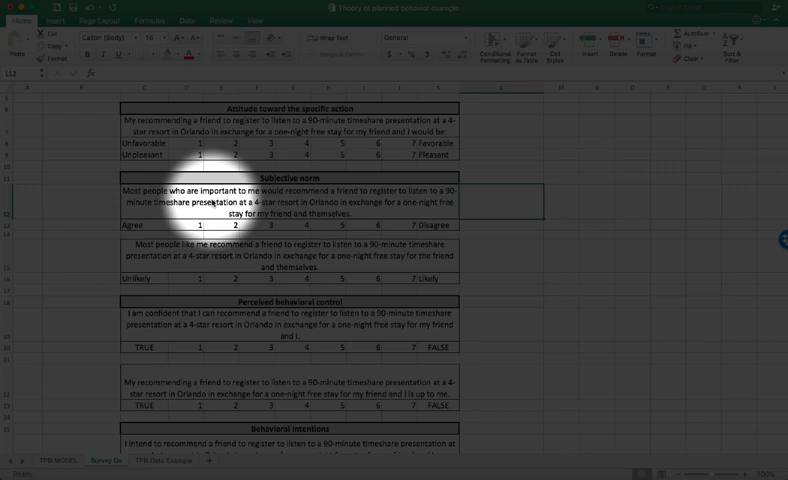 Theory of planned behavior example
Home Insert Page Layout Formulas Data Review View
Paste
Cut
Copy
Format
Calibri (Body) 16
Wrap Text
Merge & Center
General
Conditional Formatting
Format as Table
Cell Styles
Insert
Delete
Format
AutoSum
Fill
Clear
Sort & Filter
L12 fx
A B C D E F G H I J K L M N O P
Attitude toward the specific action
My recommending a friend to register to listen to a 90-minute timeshare presentation at a 4-
star resort in Orlando in exchange for a one-night free stay for my friend and I would be:
Unfavorable 1 2 3 4 5 6 7 Favorable
Unpleasant 1 2 3 4 5 6 7 Pleasant
Subjective norm
Most people who are important to me would recommend a friend to register to listen to a 90-
minute timeshare presentation at a 4-star resort in Orlando in exchange for a one-night free
stay for my friend and themselves.
Agree 1 2 3 4 5 6 7 Disagree
Most people like me recommend a friend to register to listen to a 90-minute timeshare
presentation at a 4-star resort in Orlando in exchange for a one-night free stay for the friend
and themselves.
Unlikely 1 2 3 4 5 6 7 Likely
Perceived behavioral control
I am confident that I can recommend a friend to register to listen to a 90-minute timeshare
presentation at a 4-star resort in Orlando in exchange for a one-night free stay for my friend
and I.
TRUE 1 2 3 4 5 6 7 FALSE
My recommending a friend to register to listen to a 90-minute timeshare presentation at a 4-
star resort in Orlando in exchange for a one-night free stay for my friend and I is up to me.
TRUE 1 2 3 4 5 6 7 FALSE
Behavioral Intentions
I intend to recommend a friend to register to listen to a 90-minute timeshare presentation at
TPB MODEL Survey Qs TPB Data Example +
Ready 100%